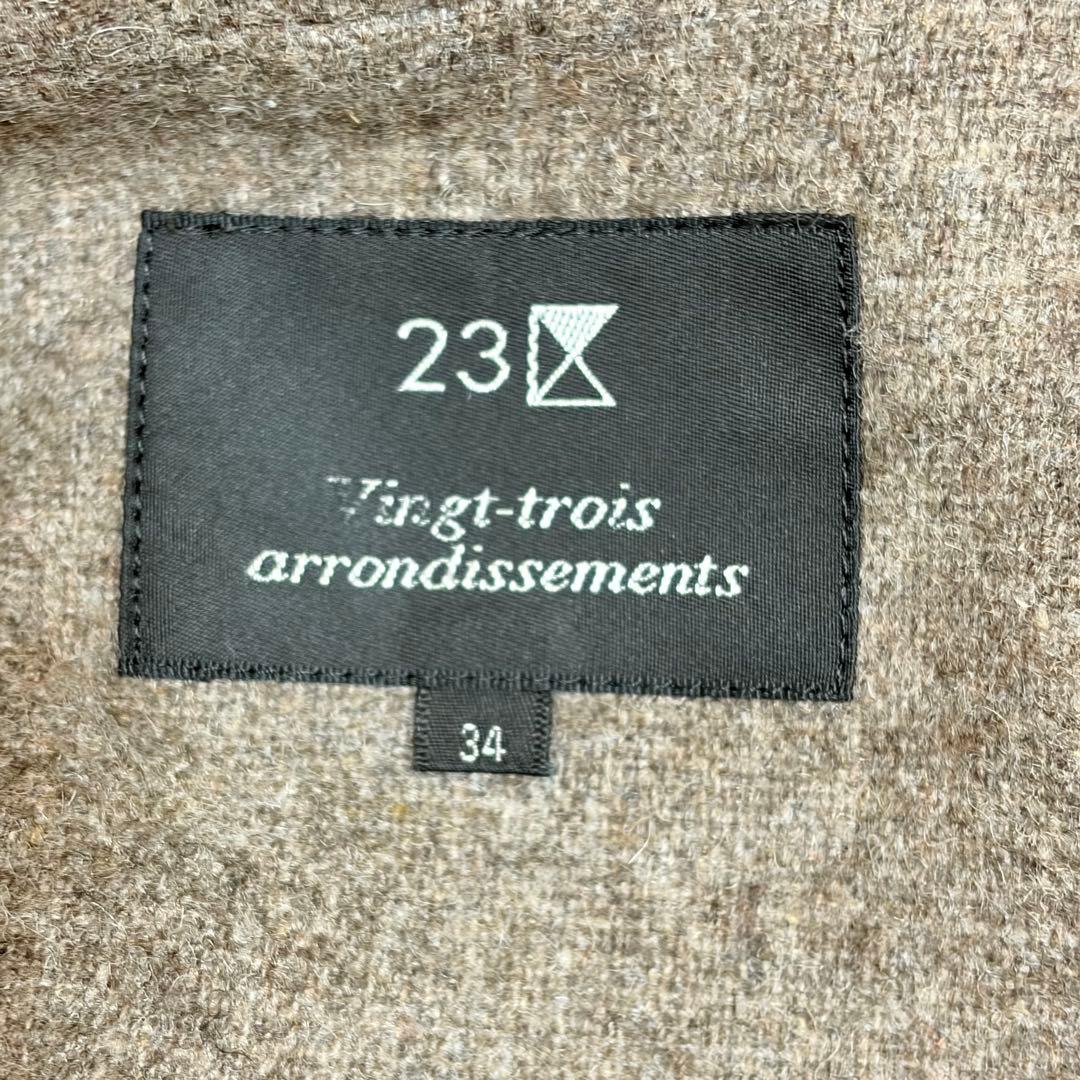 23
Vingt-trois
arrondissements
34